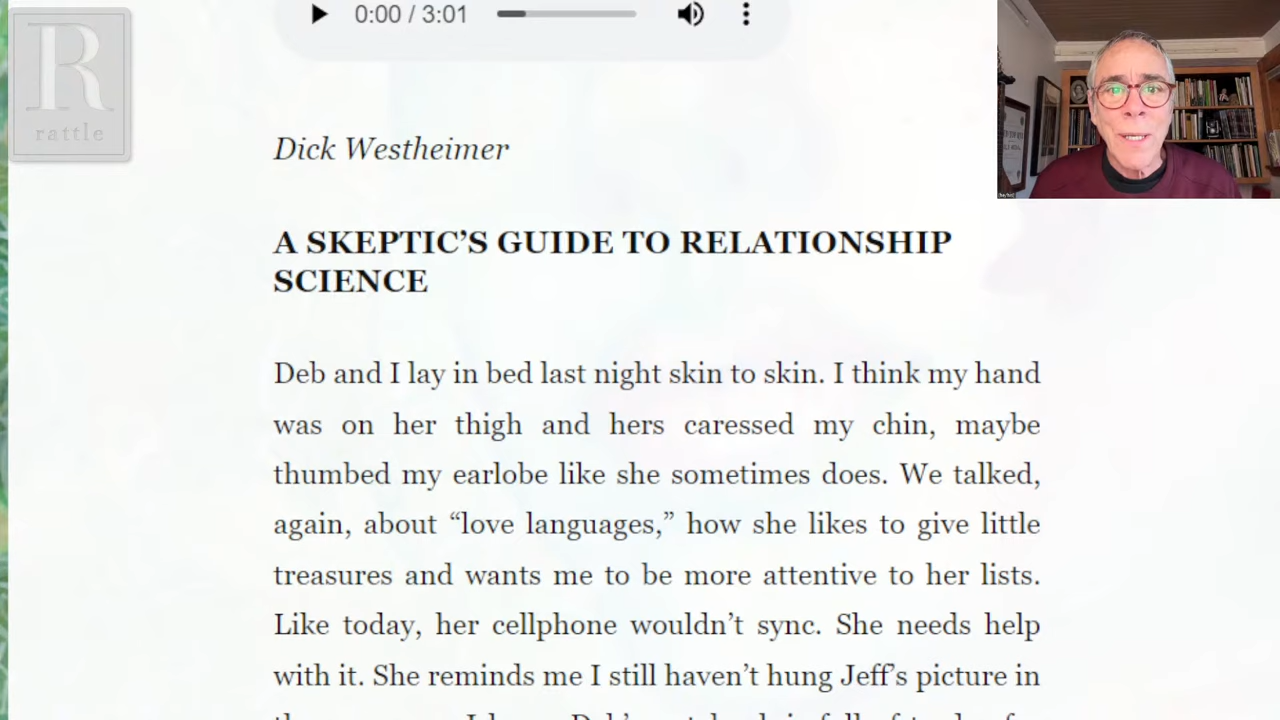 0:00 / 3:01
R
rattle
Dick Westheimer
A SKEPTIC’S GUIDE TO RELATIONSHIP
SCIENCE
Deb and I lay in bed last night skin to skin. I think my hand
was on her thigh and hers caressed my chin, maybe
thumbed my earlobe like she sometimes does. We talked,
again, about “love languages,” how she likes to give little
treasures and wants me to be more attentive to her lists.
Like today, her cellphone wouldn’t sync. She needs help
with it. She reminds me I still haven’t hung Jeff’s picture in